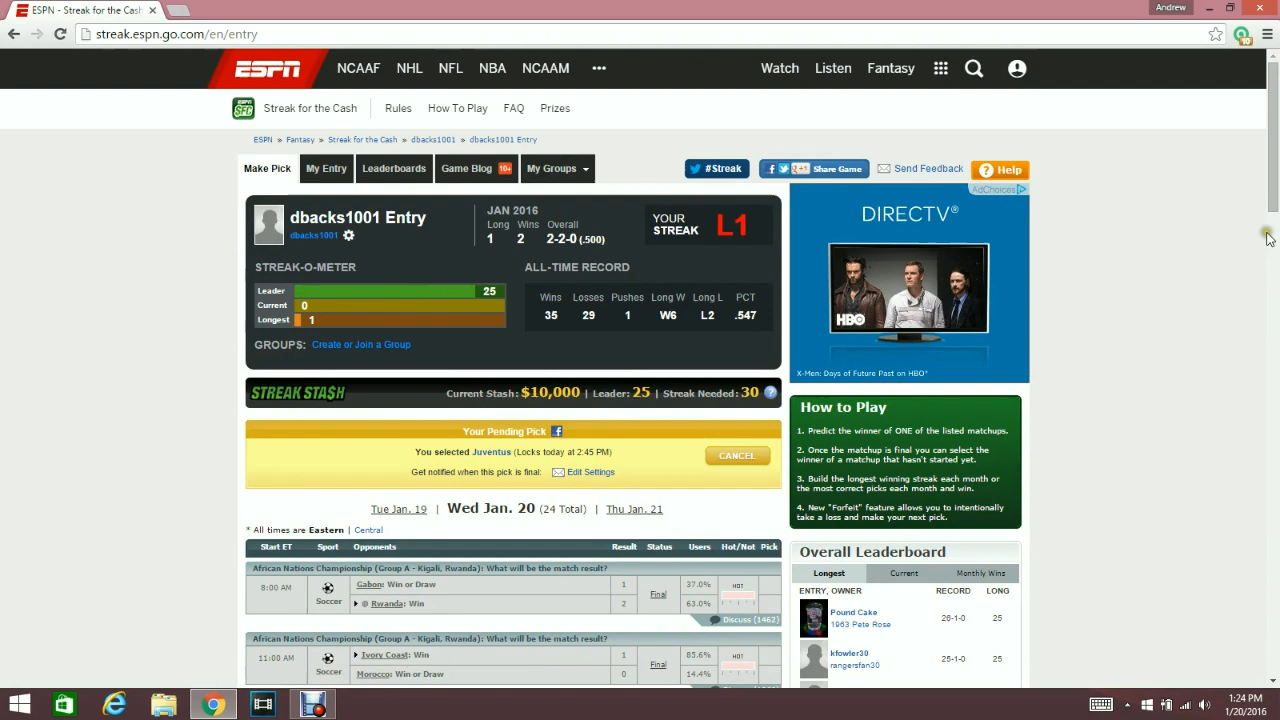 ESPN - Streak for the Cash
Andrew
streak.espn.go.com/en/entry
10
ESPN NCAAF NHL NFL NBA NCAAM ••• Watch Listen Fantasy
SFC Streak for the Cash Rules How To Play FAQ Prizes
ESPN » Fantasy » Streak for the Cash » dbacks1001 » dbacks1001 Entry
Make Pick My Entry Leaderboards Game Blog 10+ My Groups
#Streak Share Game Send Feedback ? Help
AdChoices
dbacks1001 Entry
dbacks1001
JAN 2016
Long Wins Overall
1 2 2-2-0 (.500)
YOUR
STREAK L1
STREAK-O-METER
Leader 25
Current 0
Longest 1
ALL-TIME RECORD
Wins Losses Pushes Long W Long L PCT
35 29 1 W6 L2 .547
GROUPS: Create or Join a Group
DIRECTV®
HBO
X-Men: Days of Future Past on HBO®
STREAK STA$H Current Stash: $10,000 | Leader: 25 | Streak Needed: 30 ?
Your Pending Pick
You selected Juventus (Locks today at 2:45 PM)
CANCEL
Get notified when this pick is final: Edit Settings
Tue Jan. 19 | Wed Jan. 20 (24 Total) | Thu Jan. 21
* All times are Eastern | Central
Start ET Sport Opponents Result Status Users Hot/Not Pick
African Nations Championship (Group A - Kigali, Rwanda): What will be the match result?
8:00 AM Soccer Gabon: Win or Draw 1 Final 37.0% HOT
@ Rwanda: Win 2 63.0%
Discuss (1462)
African Nations Championship (Group A - Kigali, Rwanda): What will be the match result?
11:00 AM Soccer Ivory Coast: Win 1 Final 85.6% HOT
Morocco: Win or Draw 0 14.4%
How to Play
1. Predict the winner of ONE of the listed matchups.
2. Once the matchup is final you can select the
winner of a matchup that hasn't started yet.
3. Build the longest winning streak each month or
the most correct picks each month and win.
4. New "Forfeit" feature allows you to intentionally
take a loss and make your next pick.
Overall Leaderboard
Longest Current Monthly Wins
ENTRY, OWNER RECORD LONG
Pound Cake
1963 Pete Rose 26-1-0 25
kfowler30
rangersfan30 25-1-0 25
1:24 PM
1/20/2016